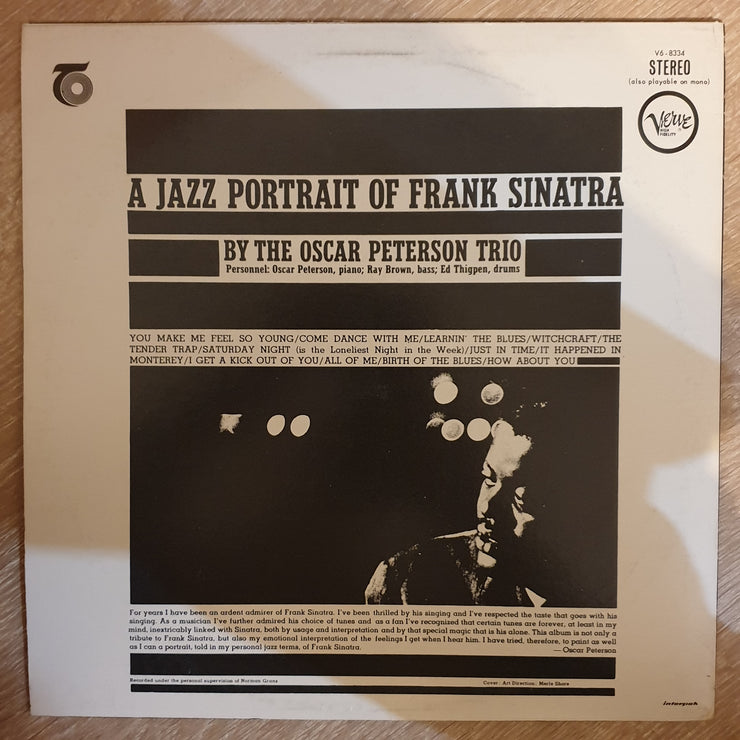 V6-8334
STEREO
(also playable on mono)
Verve
HIGH
FIDELITY
A JAZZ PORTRAIT OF FRANK SINATRA
BY THE OSCAR PETERSON TRIO
Personnel: Oscar Peterson, piano; Ray Brown, bass; Ed Thigpen, drums
YOU MAKE ME FEEL SO YOUNG/COME DANCE WITH ME/LEARNIN' THE BLUES/WITCHCRAFT/THE
TENDER TRAP/SATURDAY NIGHT (is the Loneliest Night in the Week)/JUST IN TIME/IT HAPPENED IN
MONTEREY/I GET A KICK OUT OF YOU/ALL OF ME/BIRTH OF THE BLUES/HOW ABOUT YOU
For years I have been an ardent admirer of Frank Sinatra. I've been thrilled by his singing and I've respected the taste that goes with his
singing. As a musician I've further admired his choice of tunes and as a fan I've recognised that certain tunes are forever, at least in my
mind, inextricably linked with Sinatra, both by usage and interpretation and by that special magic that is his alone. This album is not only a
tribute to Frank Sinatra, but also my emotional interpretation of the feelings I get when I hear him. I have tried, therefore, to paint as well
as I can a portrait, told in my personal jazz terms, of Frank Sinatra.
— Oscar Peterson
Recorded under the personal supervision of Norman Granz
Cover: Art Direction: Merle Shore
interpak